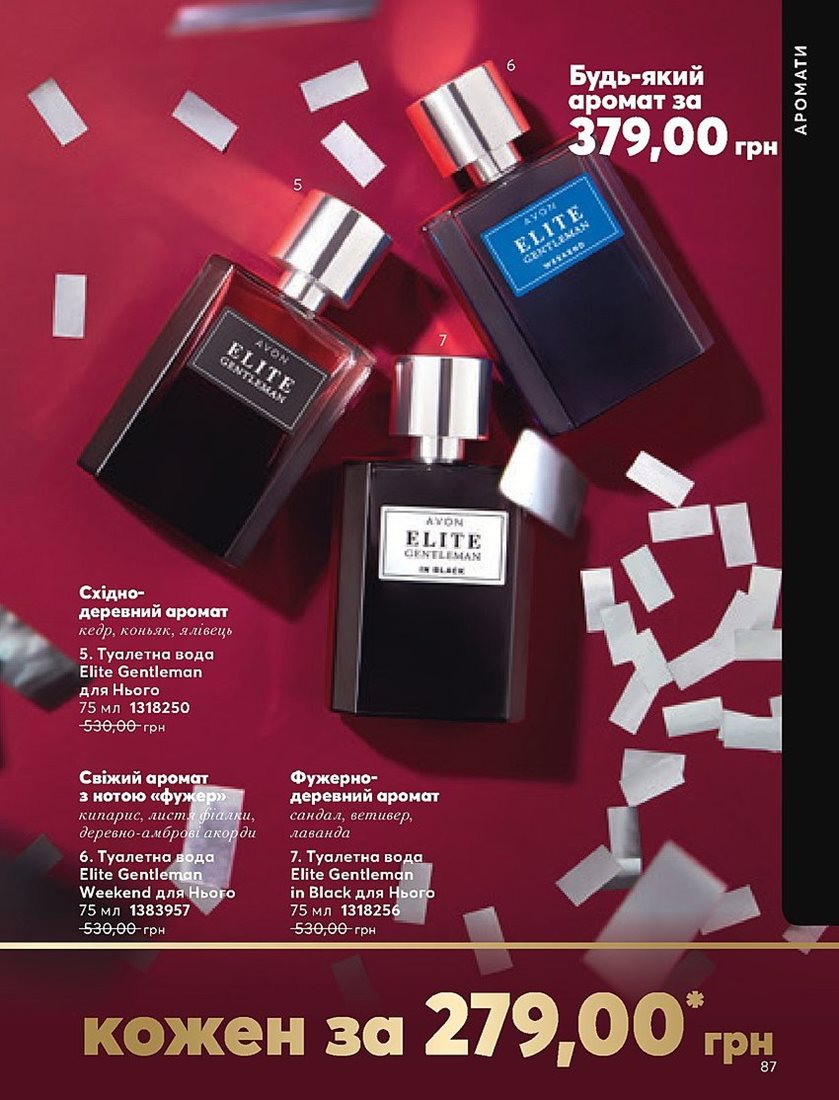 АРОМАТИ
Будь-який
аромат за
379,00 грн
6
5
7
AVON
ELITE
GENTLEMAN
WEEKEND
AVON
ELITE
GENTLEMAN
AVON
ELITE
GENTLEMAN
IN BLACK
Східно-
деревний аромат
кедр, коньяк, ялівець
5. Туалетна вода
Elite Gentleman
для Нього
75 мл 1318250
530,00 грн
Свіжий аромат
з нотою «фужер»
кипарис, листя фіалки,
деревно-амброві акорди
6. Туалетна вода
Elite Gentleman
Weekend для Нього
75 мл 1383957
530,00 грн
Фужерно-
деревний аромат
сандал, ветивер,
лаванда
7. Туалетна вода
Elite Gentleman
in Black для Нього
75 мл 1318256
530,00 грн
кожен за 279,00* грн
87